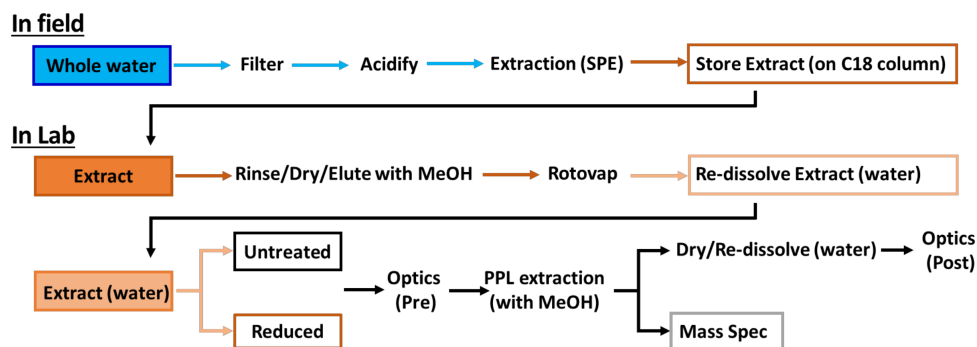 In field
Whole water
Filter
Acidify
Extraction (SPE)
Store Extract (on C18 column)
In Lab
Extract
Rinse/Dry/Elute with MeOH
Rotovap
Re-dissolve Extract (water)
Extract (water)
Untreated
Reduced
Optics
(Pre)
PPL extraction
(with MeOH)
Dry/Re-dissolve (water)
Optics
(Post)
Mass Spec